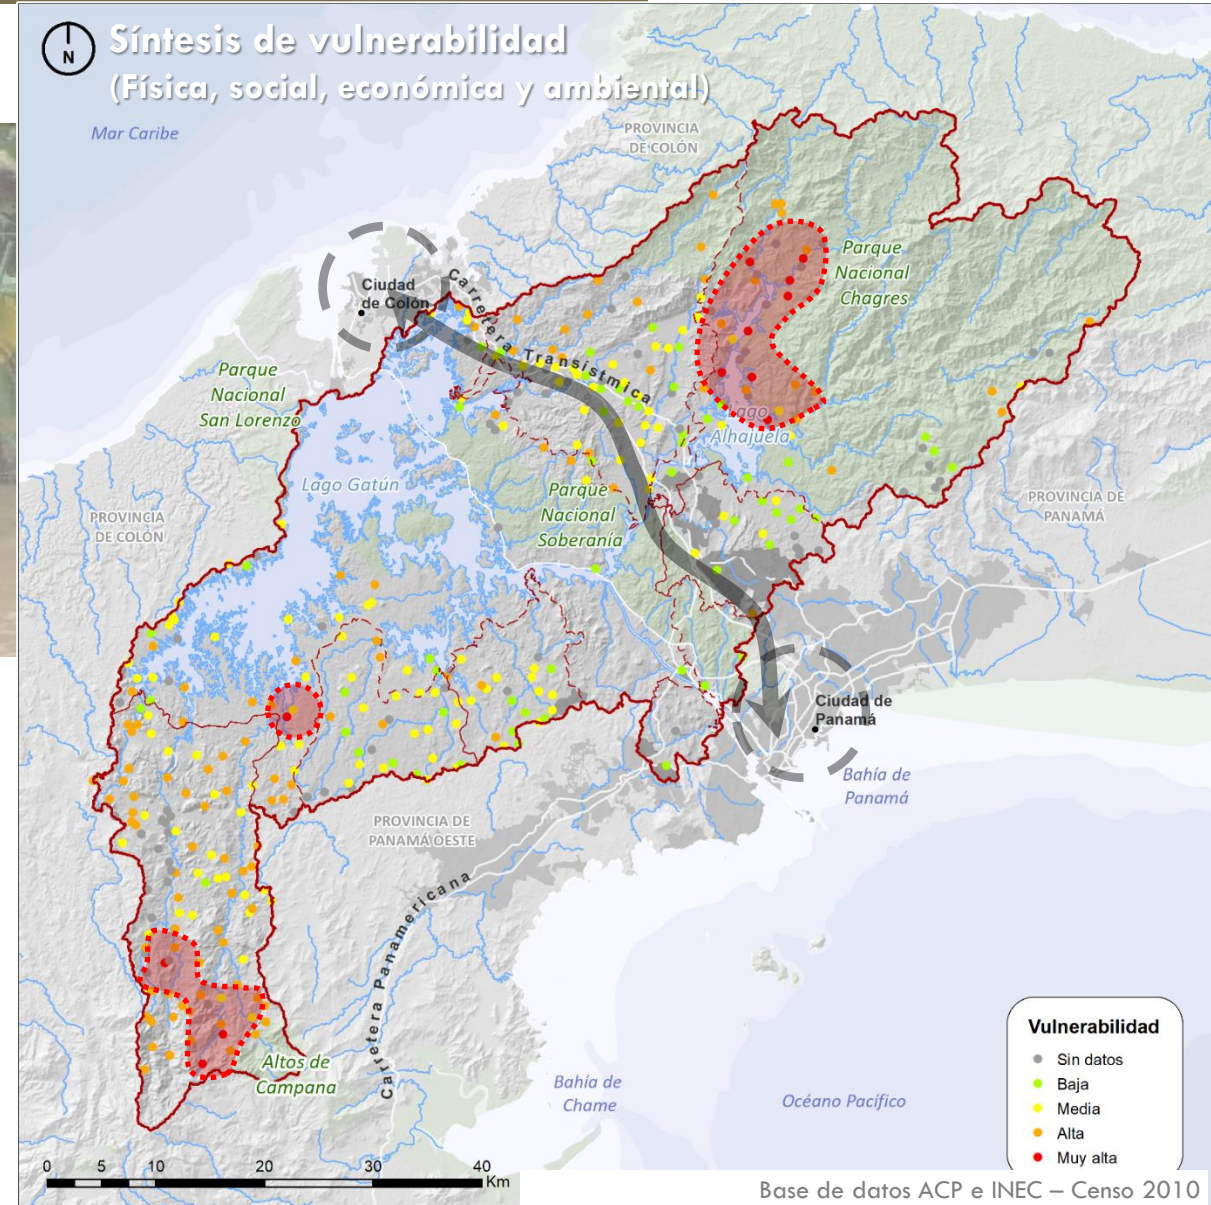 N
Síntesis de vulnerabilidad
(Física, social, económica y ambiental)
Mar Caribe
PROVINCIA
DE COLÓN
Parque
Nacional
Chagres
Ciudad
de Colón
Carretera Transístmica
Parque
Nacional
San Lorenzo
Lago
Alhajuela
Lago Gatún
Parque
Nacional
Soberanía
PROVINCIA
DE COLÓN
PROVINCIA DE
PANAMÁ
Ciudad de
Panamá
Bahía de
Panamá
PROVINCIA DE
PANAMÁ OESTE
Carretera Panamericana
Altos de
Campana
Bahía de
Chame
Océano Pacífico
Vulnerabilidad
Sin datos
Baja
Media
Alta
Muy alta
0 5 10 20 30 40
Km
Base de datos ACP e INEC – Censo 2010